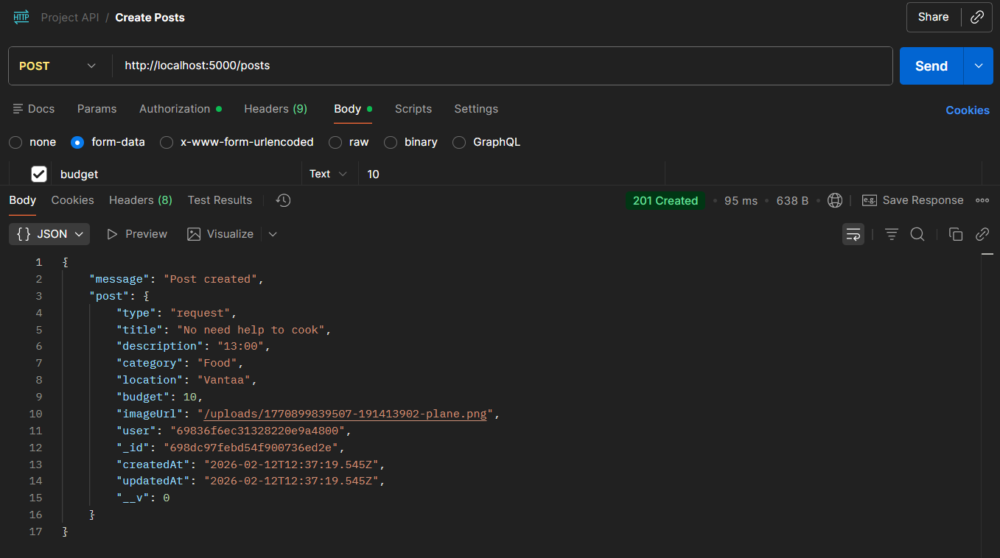 HTTP Project API / Create Posts Share
POST http://localhost:5000/posts Send
Docs Params Authorization Headers (9) Body Scripts Settings Cookies
none form-data x-www-form-urlencoded raw binary GraphQL
budget Text 10
Body Cookies Headers (8) Test Results 201 Created 95 ms 638 B e.g. Save Response
{} JSON Preview Visualize
1 {
2 "message": "Post created",
3 "post": {
4 "type": "request",
5 "title": "No need help to cook",
6 "description": "13:00",
7 "category": "Food",
8 "location": "Vantaa",
9 "budget": 10,
10 "imageUrl": "/uploads/1770899839507-191413902-plane.png",
11 "user": "69836f6ec31328220e9a4800",
12 "_id": "698dc97febd54f900736ed2e",
13 "createdAt": "2026-02-12T12:37:19.545Z",
14 "updatedAt": "2026-02-12T12:37:19.545Z",
15 "__v": 0
16 }
17 }